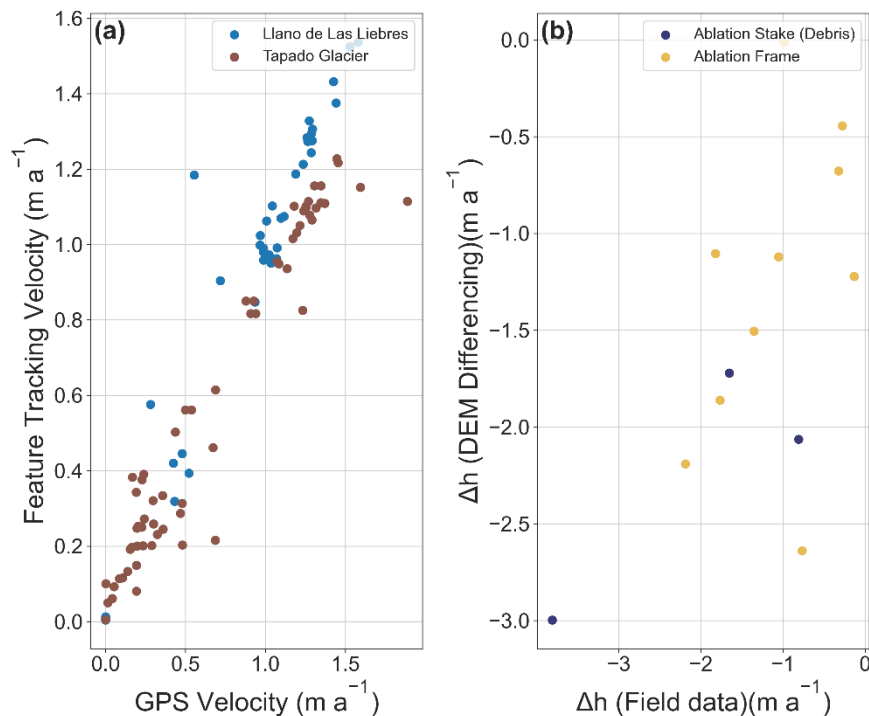 (a)
Llano de Las Liebres
Tapado Glacier
1.6
1.4
1.2
1.0
0.8
0.6
0.4
0.2
0.0
Feature Tracking Velocity (m a⁻¹)
0.0 0.5 1.0 1.5
GPS Velocity (m a⁻¹)
(b)
Ablation Stake (Debris)
Ablation Frame
0.0
−0.5
−1.0
−1.5
−2.0
−2.5
−3.0
Δh (DEM Differencing)(m a⁻¹)
−3 −2 −1 0
Δh (Field data)(m a⁻¹)